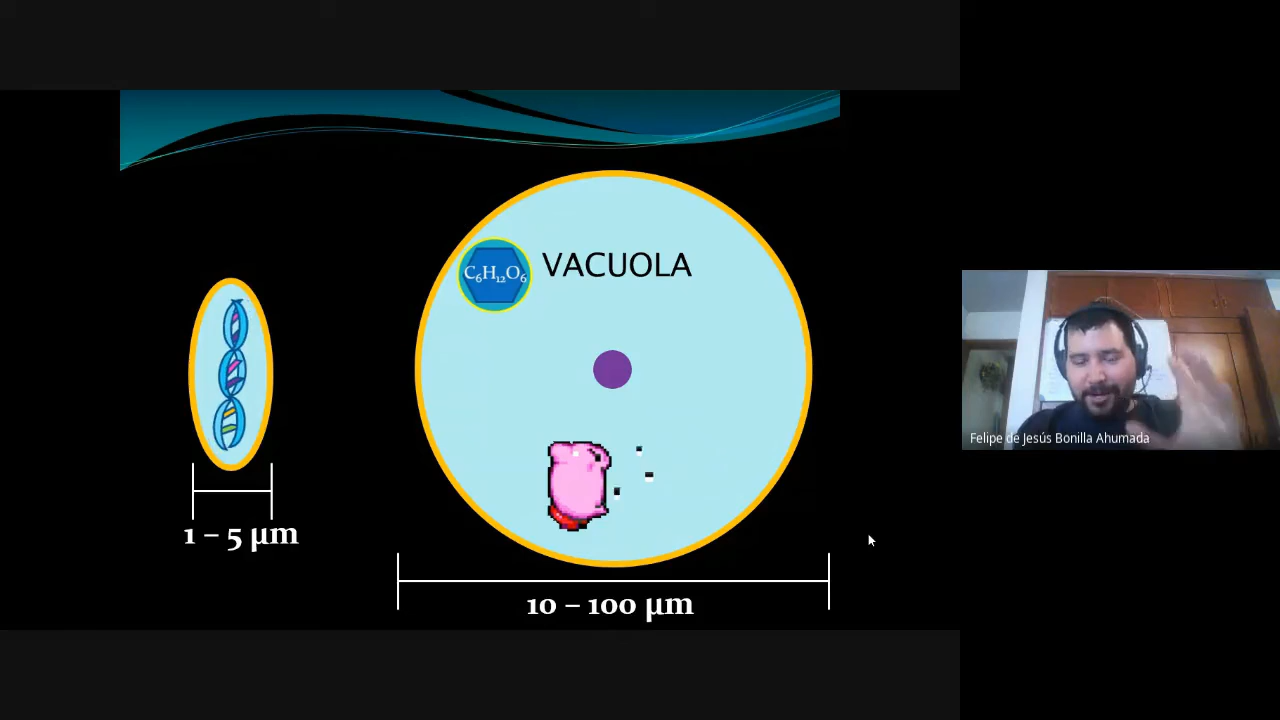 C₆H₁₂O₆
VACUOLA
1 – 5 µm
10 – 100 µm
Felipe de Jesús Bonilla Ahumada